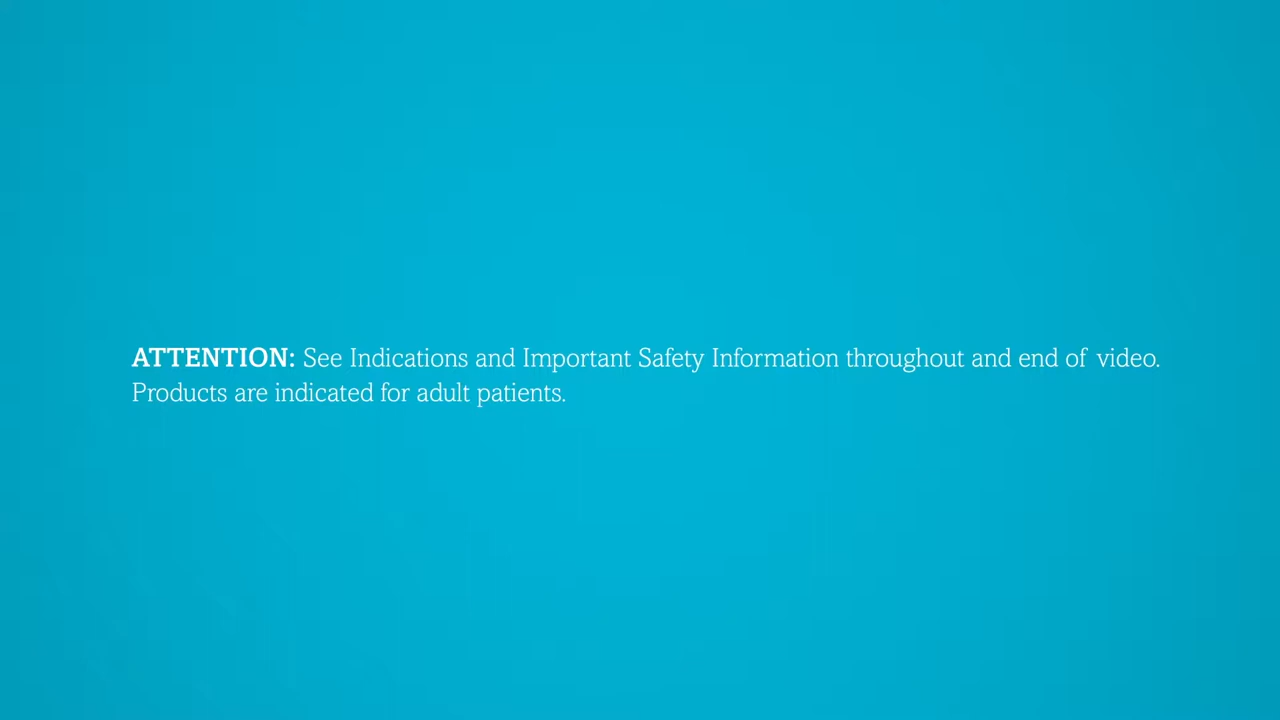 ATTENTION: See Indications and Important Safety Information throughout and end of video.
Products are indicated for adult patients.